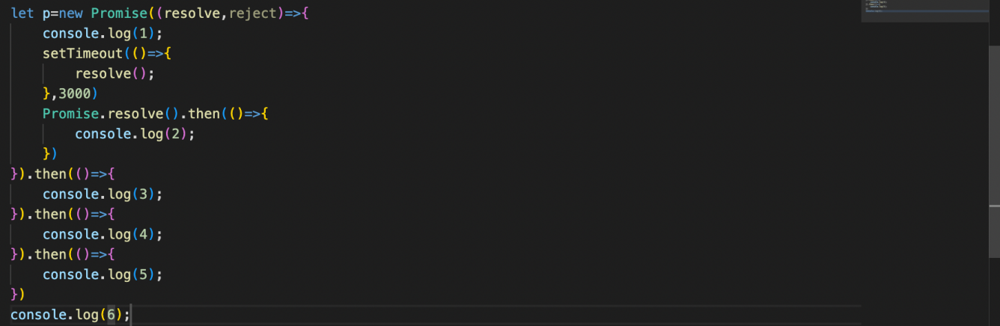 let p=new Promise((resolve,reject)=>{
    console.log(1);
    setTimeout(()=>{
        resolve();
    },3000)
    Promise.resolve().then(()=>{
        console.log(2);
    })
}).then(()=>{
    console.log(3);
}).then(()=>{
    console.log(4);
}).then(()=>{
    console.log(5);
})
console.log(6);